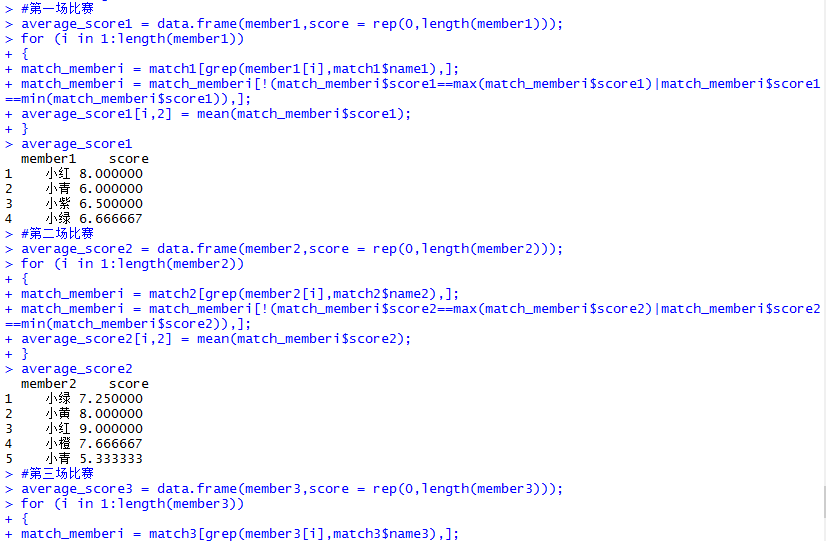 > #第一场比赛
> average_score1 = data.frame(member1,score = rep(0,length(member1)));
> for (i in 1:length(member1))
+ {
+ match_memberi = match1[grep(member1[i],match1$name1),];
+ match_memberi = match_memberi[!(match_memberi$score1==max(match_memberi$score1)|match_memberi$score1
==min(match_memberi$score1)),];
+ average_score1[i,2] = mean(match_memberi$score1);
+ }
> average_score1
  member1    score
1    小红 8.000000
2    小青 6.000000
3    小紫 6.500000
4    小绿 6.666667
> #第二场比赛
> average_score2 = data.frame(member2,score = rep(0,length(member2)));
> for (i in 1:length(member2))
+ {
+ match_memberi = match2[grep(member2[i],match2$name2),];
+ match_memberi = match_memberi[!(match_memberi$score2==max(match_memberi$score2)|match_memberi$score2
==min(match_memberi$score2)),];
+ average_score2[i,2] = mean(match_memberi$score2);
+ }
> average_score2
  member2    score
1    小绿 7.250000
2    小黄 8.000000
3    小红 9.000000
4    小橙 7.666667
5    小青 5.333333
> #第三场比赛
> average_score3 = data.frame(member3,score = rep(0,length(member3)));
> for (i in 1:length(member3))
+ {
+ match_memberi = match3[grep(member3[i],match3$name3),];